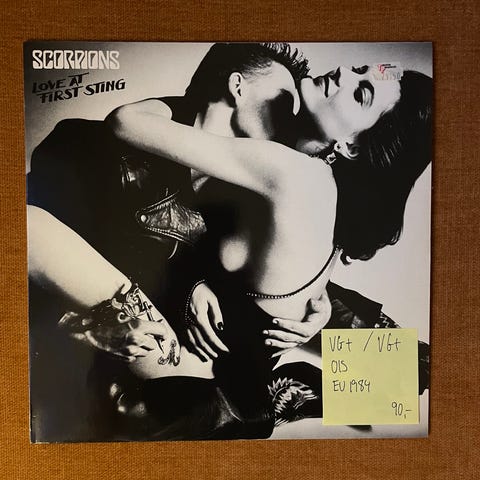 SCORPIONS
LOVE AT
FIRST STING
VG+ / VG+
OIS
EU 1984
90,-